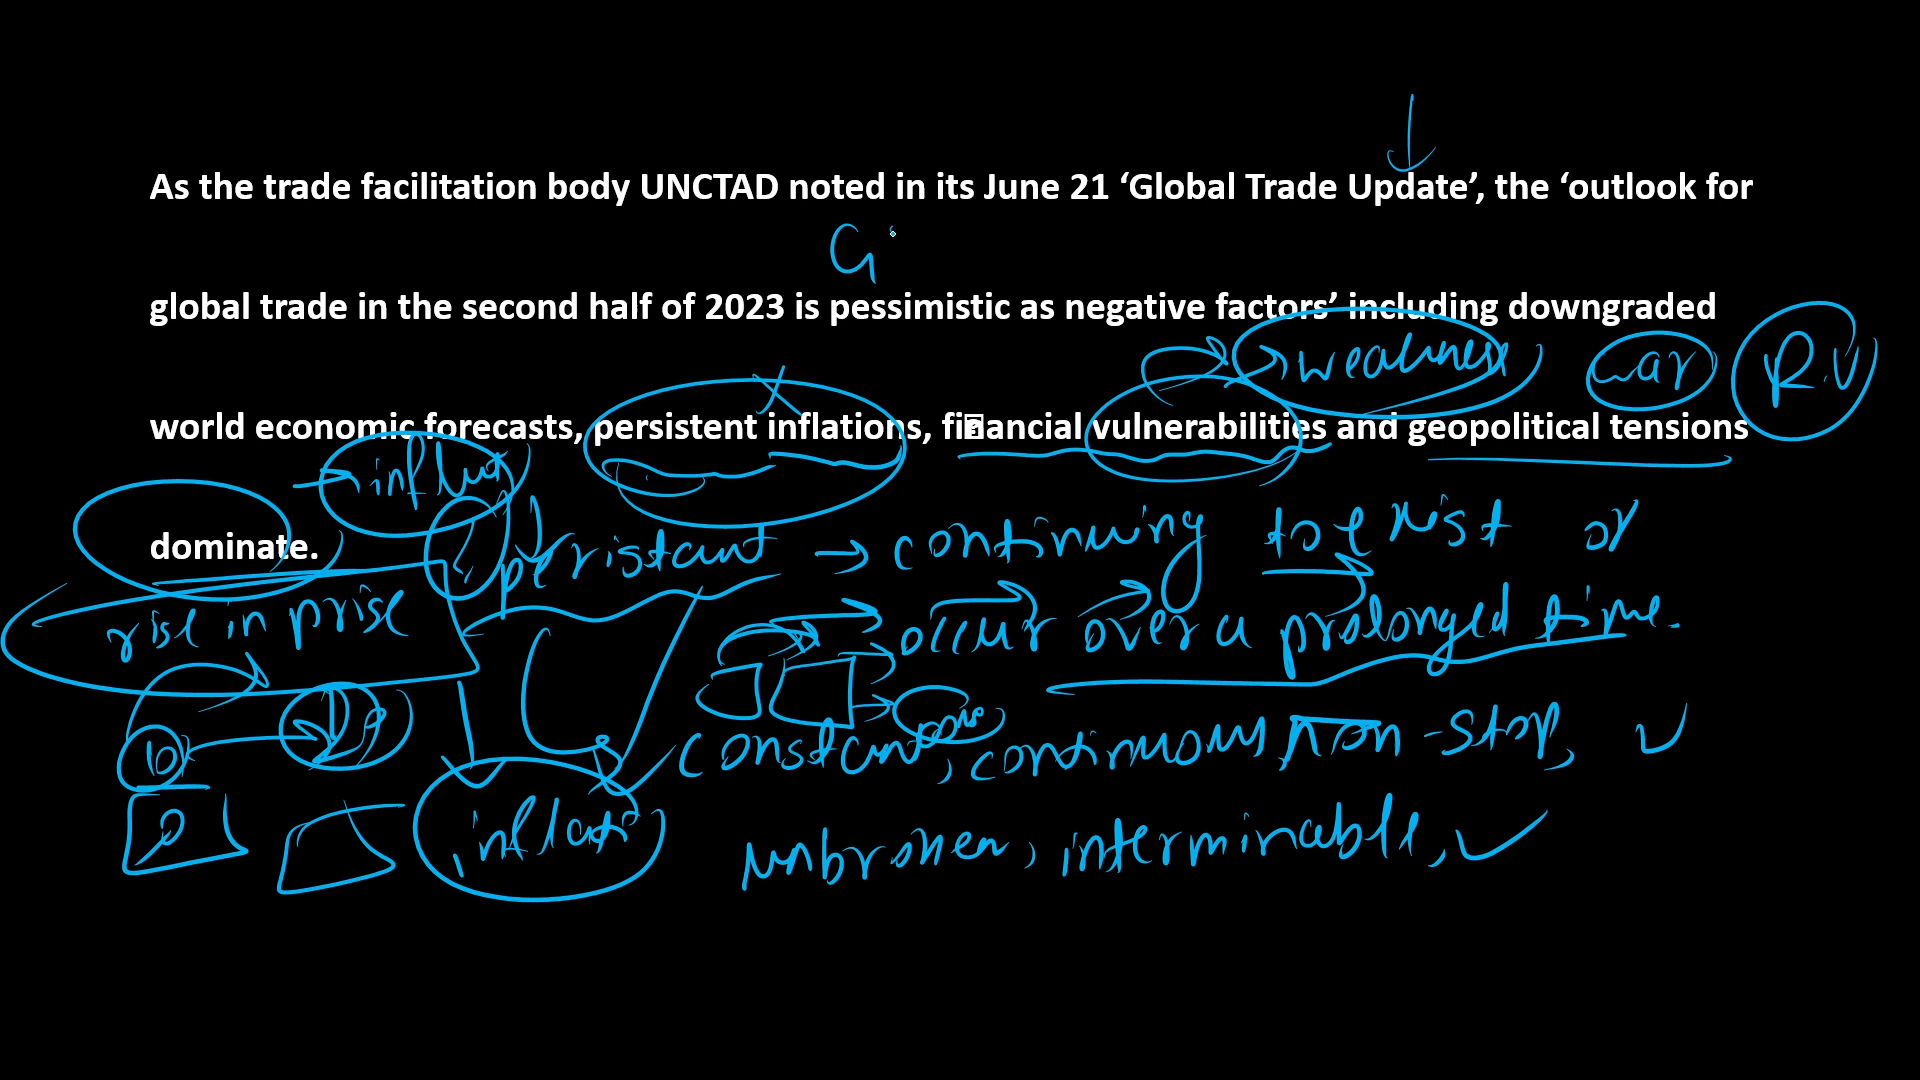 As the trade facilitation body UNCTAD noted in its June 21 ‘Global Trade Update’, the ‘outlook for
G
global trade in the second half of 2023 is pessimistic as negative factors’ including downgraded
weakness war R.U
world economic forecasts, persistent inflations, financial vulnerabilities and geopolitical tensions
dominate.
peristant → continuing to exist or
rise in prise
occur over a prolonged time.
10
constant, continuous, non-stop,
inflati
unbroken, interminable,